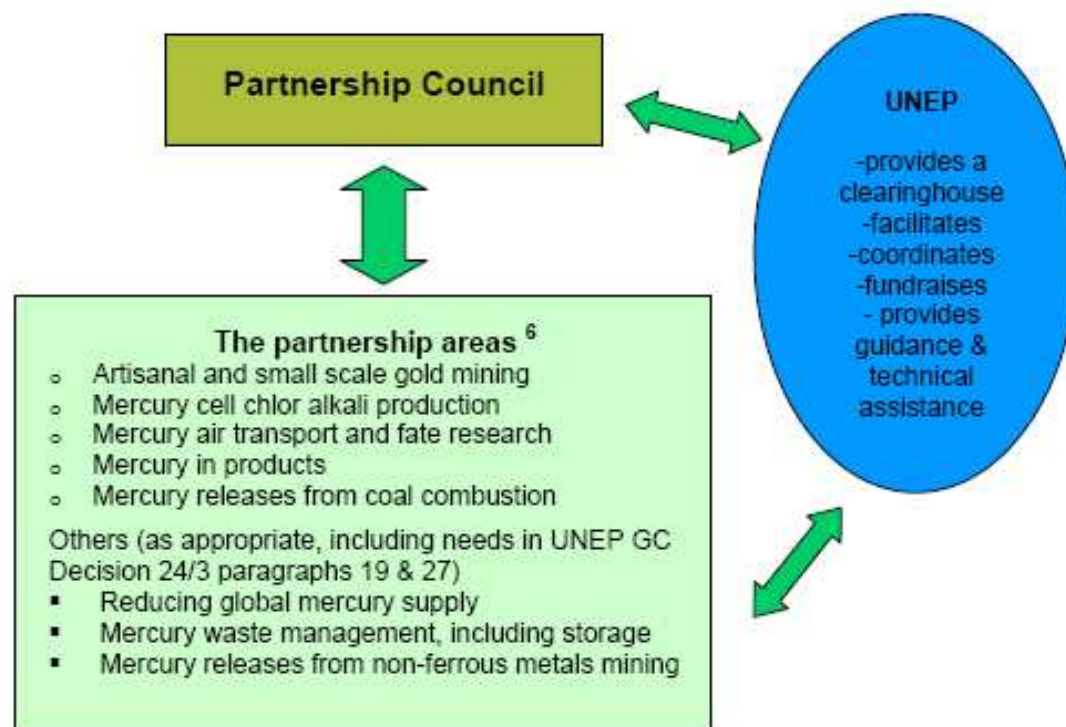 Partnership Council
UNEP
-provides a
clearinghouse
-facilitates
-coordinates
-fundraises
- provides
guidance &
technical
assistance
The partnership areas 6
o Artisanal and small scale gold mining
o Mercury cell chlor alkali production
o Mercury air transport and fate research
o Mercury in products
o Mercury releases from coal combustion
Others (as appropriate, including needs in UNEP GC
Decision 24/3 paragraphs 19 & 27)
▪ Reducing global mercury supply
▪ Mercury waste management, including storage
▪ Mercury releases from non-ferrous metals mining